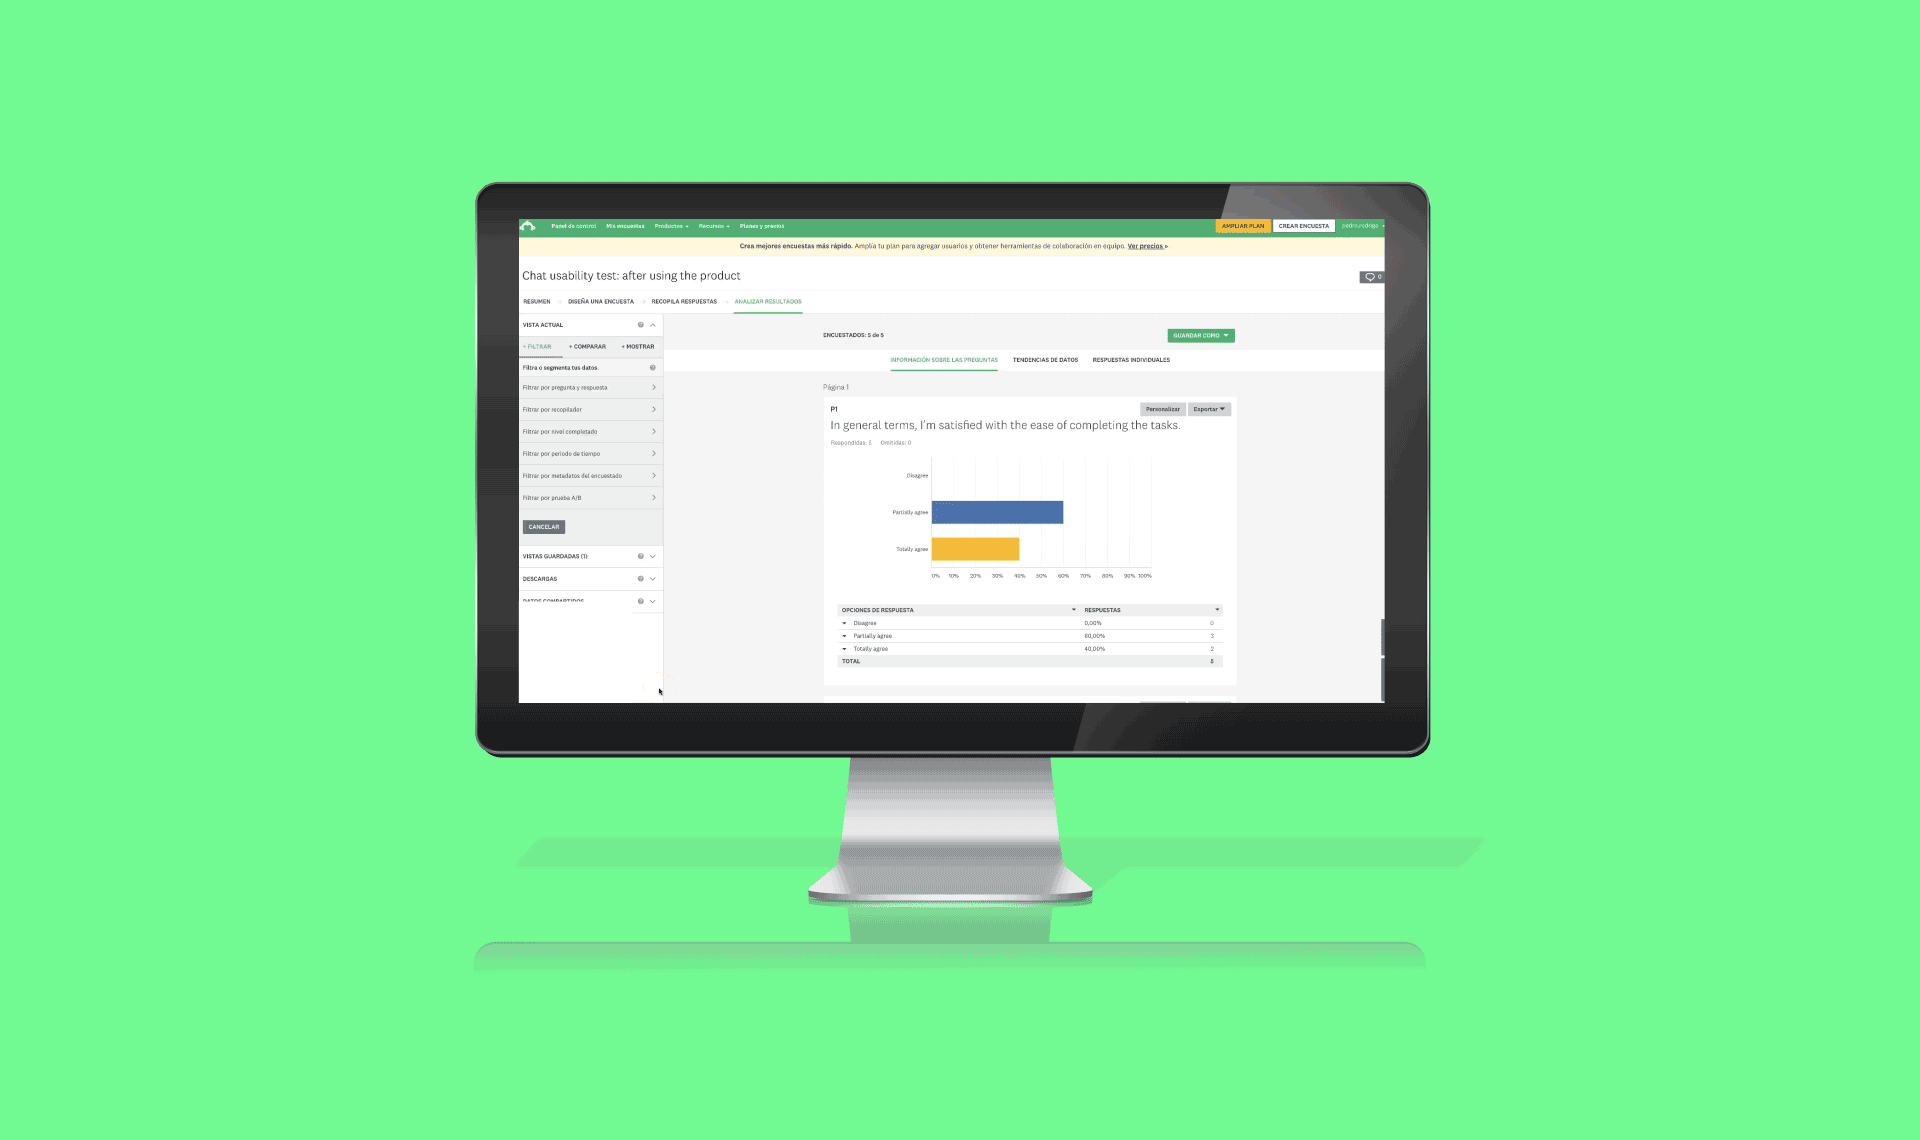 Panel de control Mis encuestas Productos Recursos Planes y precios AMPLIAR PLAN CREAR ENCUESTA
Crea mejores encuestas más rápido. Amplía tu plan para agregar usuarios y obtener herramientas de colaboración en equipo. Ver precios »
Chat usability test: after using the product
0
RESUMEN DISEÑA UNA ENCUESTA RECOPILA RESPUESTAS ANALIZAR RESULTADOS
VISTA ACTUAL
+ FILTRAR + COMPARAR + MOSTRAR
Filtra o segmenta tus datos.
Filtrar por pregunta y respuesta
Filtrar por recopilador
Filtrar por nivel completado
Filtrar por periodo de tiempo
Filtrar por metadatos del encuestado
Filtrar por prueba A/B
CANCELAR
VISTAS GUARDADAS (1)
DESCARGAS
DATOS COMPARTIDOS
ENCUESTADOS: 5 de 5
GUARDAR COMO
INFORMACIÓN SOBRE LAS PREGUNTAS TENDENCIAS DE DATOS RESPUESTAS INDIVIDUALES
Página 1
P1
Personalizar Exportar
In general terms, I'm satisfied with the ease of completing the tasks.
Respondidas: 5 Omitidas: 0
Disagree
Partially agree
Totally agree
0% 10% 20% 30% 40% 50% 60% 70% 80% 90% 100%
OPCIONES DE RESPUESTA RESPUESTAS
Disagree 0,00% 0
Partially agree 60,00% 3
Totally agree 40,00% 2
TOTAL 5